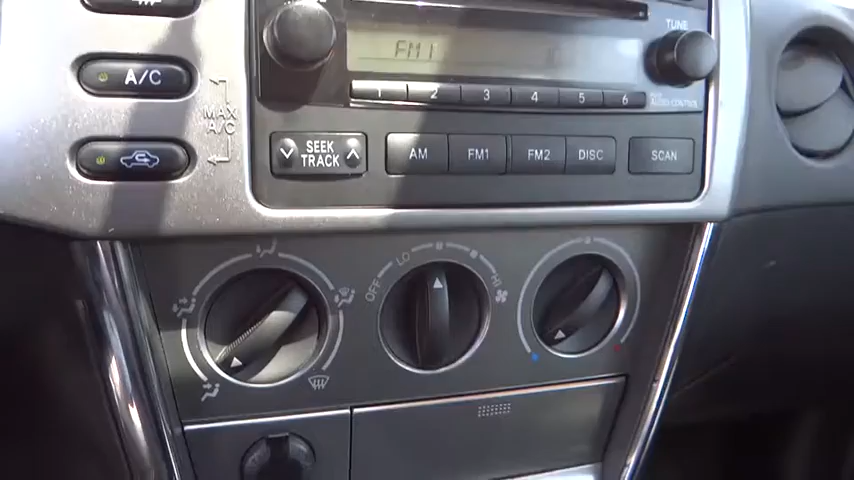 TUNE
FM1
1 2 3 4 5 6
AUDIO CONT
A/C
MAX
A/C
SEEK
TRACK
AM FM1 FM2 DISC SCAN
OFF LO HI